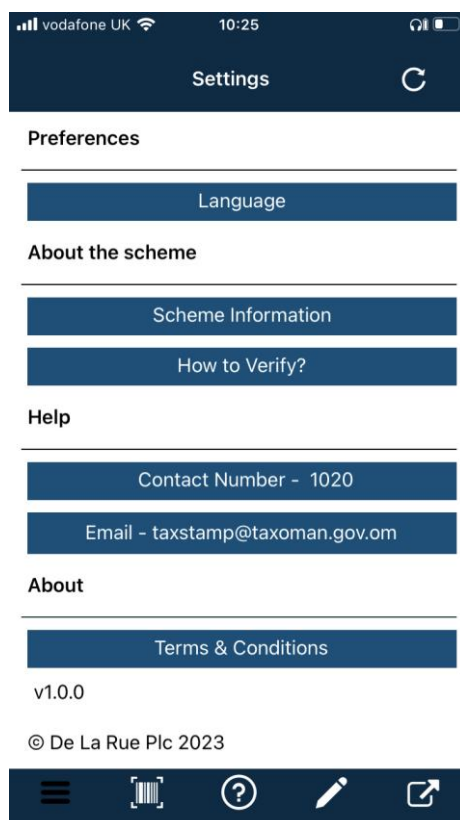 vodafone UK 10:25
Settings
Preferences
Language
About the scheme
Scheme Information
How to Verify?
Help
Contact Number - 1020
Email - taxstamp@taxoman.gov.om
About
Terms & Conditions
v1.0.0
© De La Rue Plc 2023